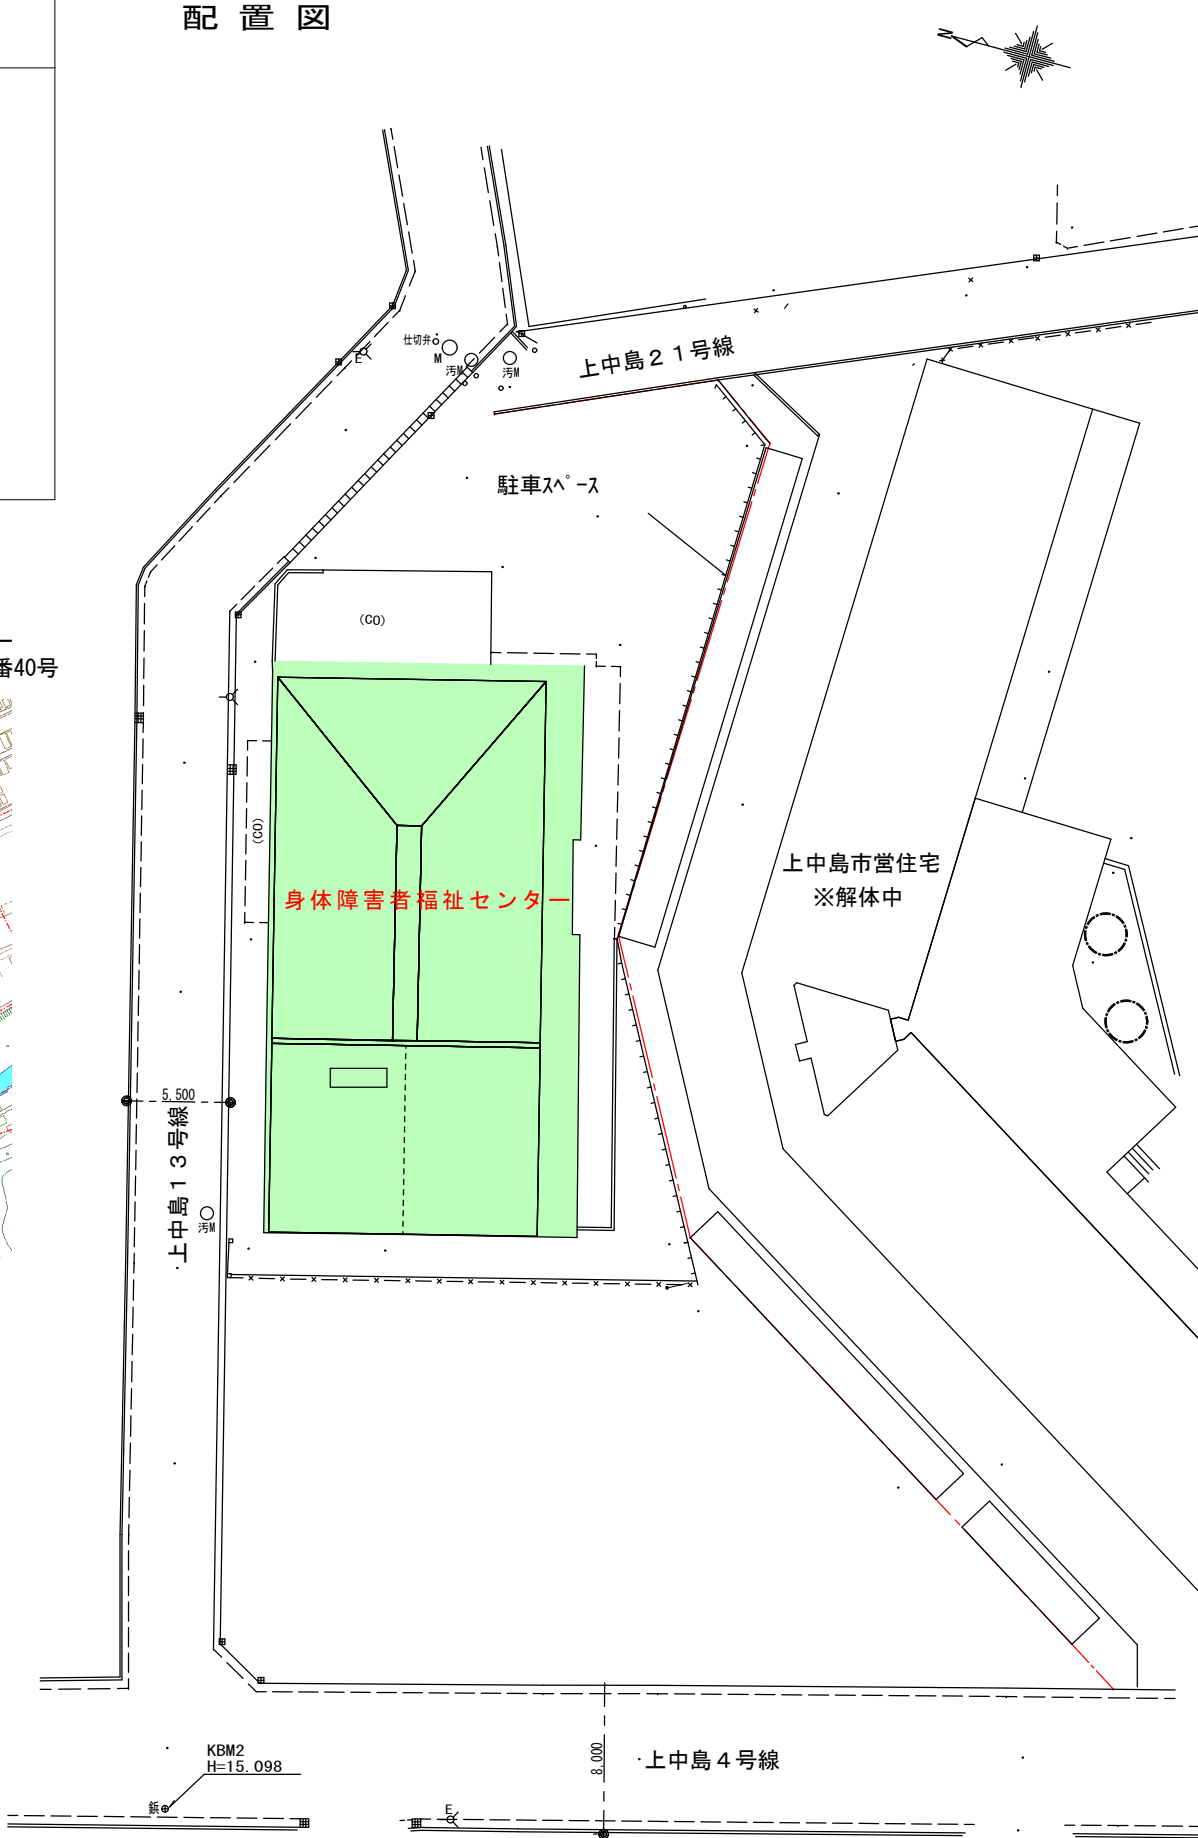 配置図
N
仕切弁
E
M
汚M
汚M
上中島21号線
駐車ｽﾍﾟｰｽ
(CO)
番40号
(CO)
上中島市営住宅
※解体中
身体障害者福祉センター
5,500
上中島13号線
汚M
KBM2
H=15.098
8,000
上中島4号線
鋲
E